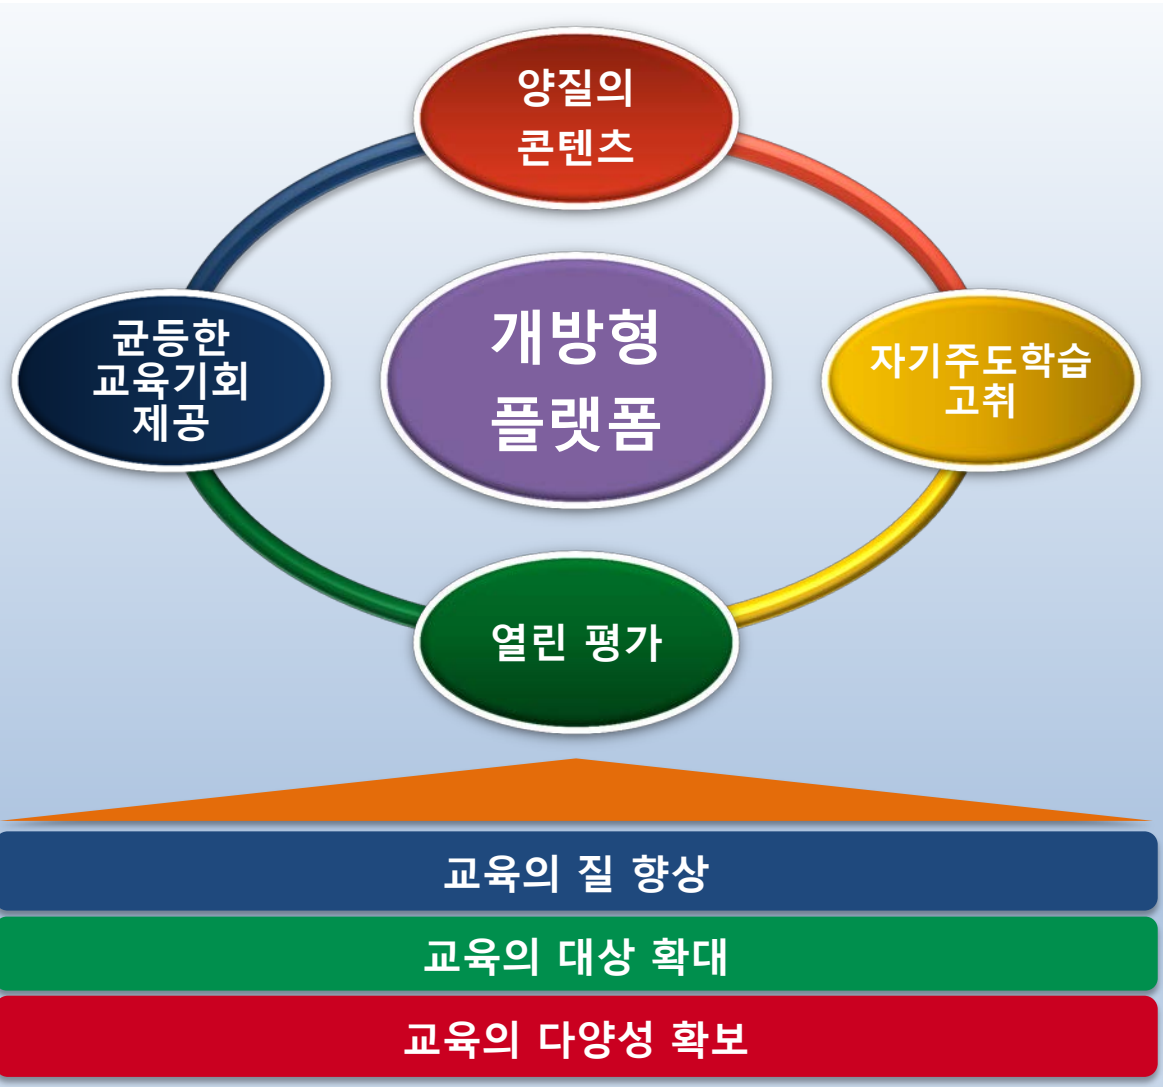 양질의
콘텐츠
균등한
교육기회
제공
개방형
플랫폼
자기주도학습
고취
열린 평가
교육의 질 향상
교육의 대상 확대
교육의 다양성 확보